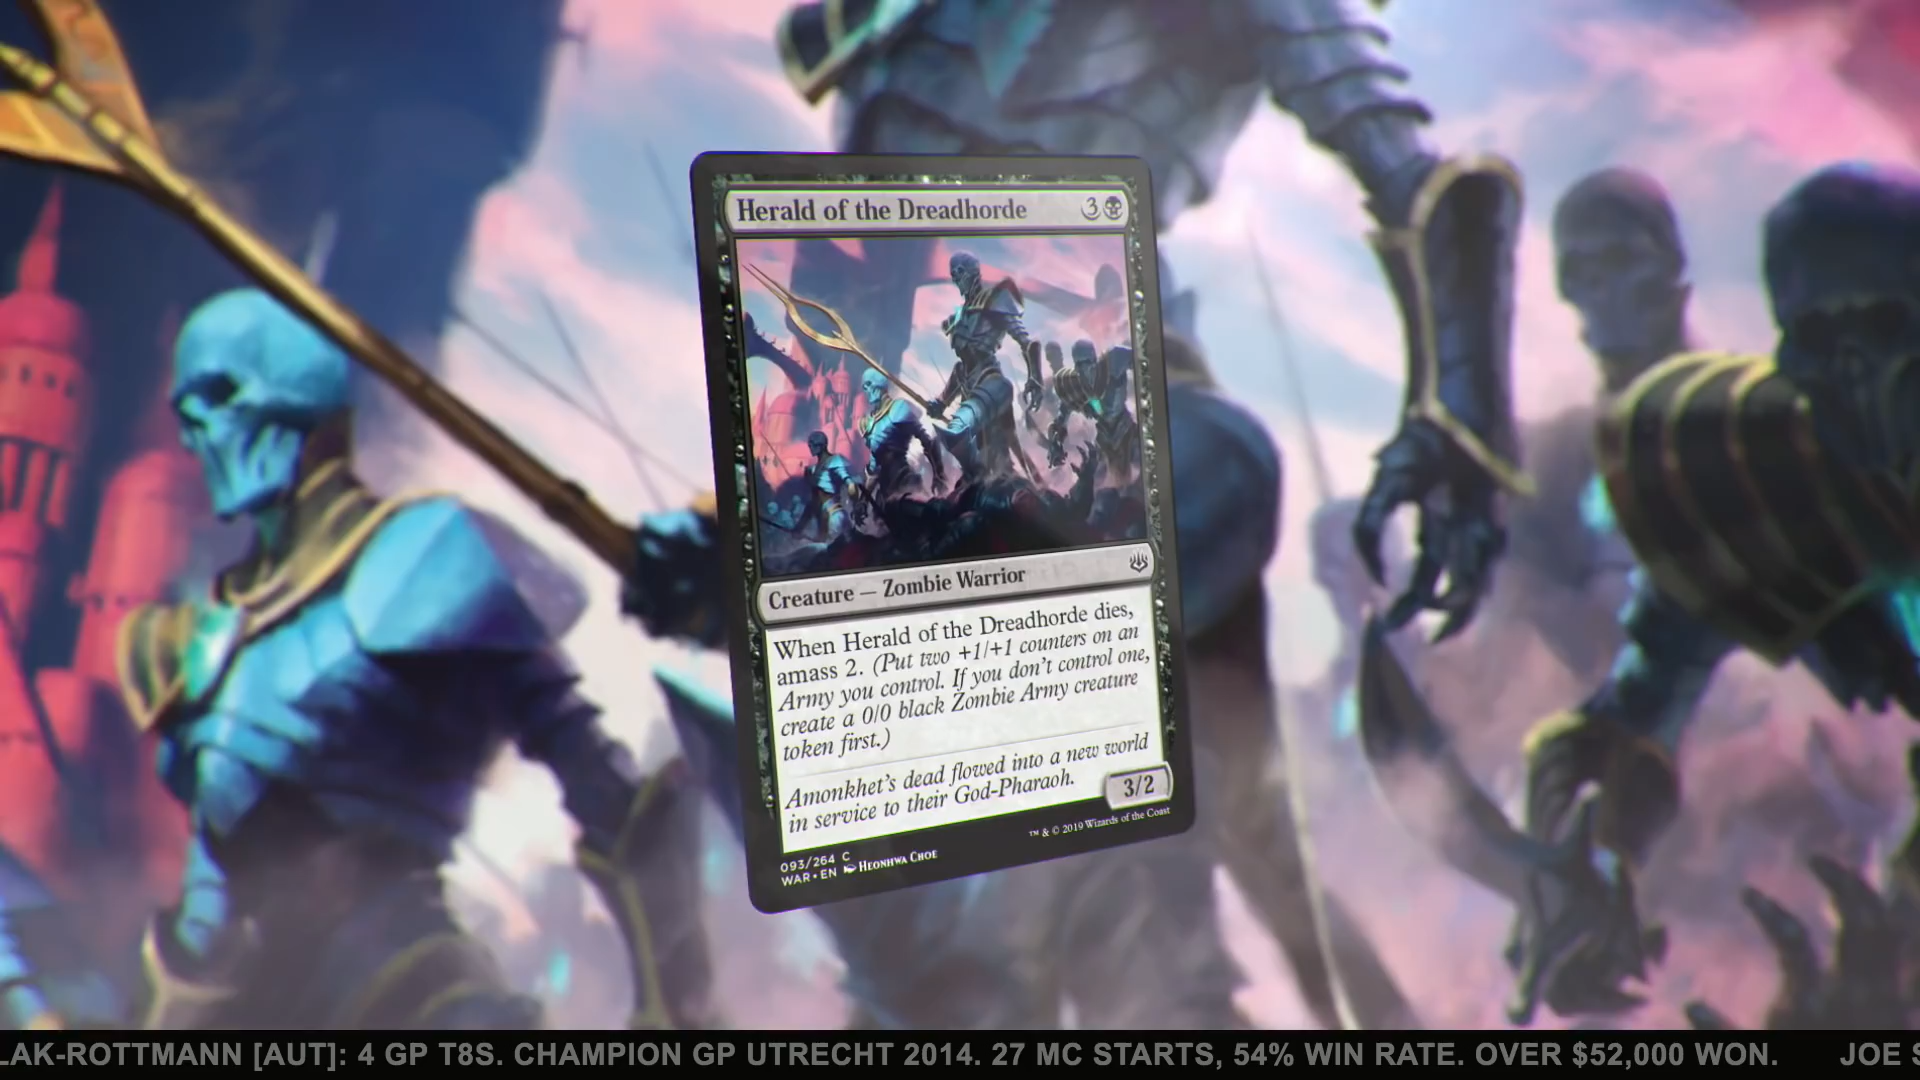 Herald of the Dreadhorde 3
Creature — Zombie Warrior
When Herald of the Dreadhorde dies,
amass 2. (Put two +1/+1 counters on an
Army you control. If you don't control one,
create a 0/0 black Zombie Army creature
token first.)
Amonkhet's dead flowed into a new world
in service to their God-Pharaoh.
3/2
™ & © 2019 Wizards of the Coast
093/264 C
WAR • EN Heonhwa Choe
LAK-ROTTMANN [AUT]: 4 GP T8S. CHAMPION GP UTRECHT 2014. 27 MC STARTS, 54% WIN RATE. OVER $52,000 WON. JOE S